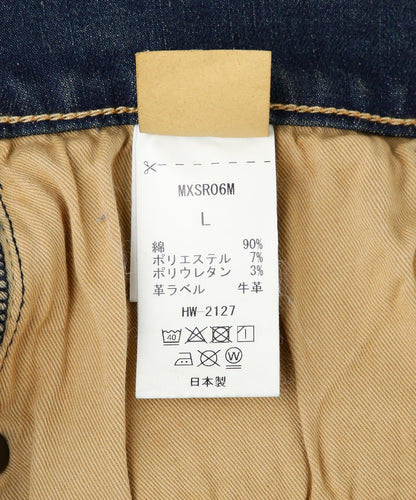 MXSR06M
L
綿 90%
ポリエステル 7%
ポリウレタン 3%
革ラベル 牛革
HW-2127
40
日本製